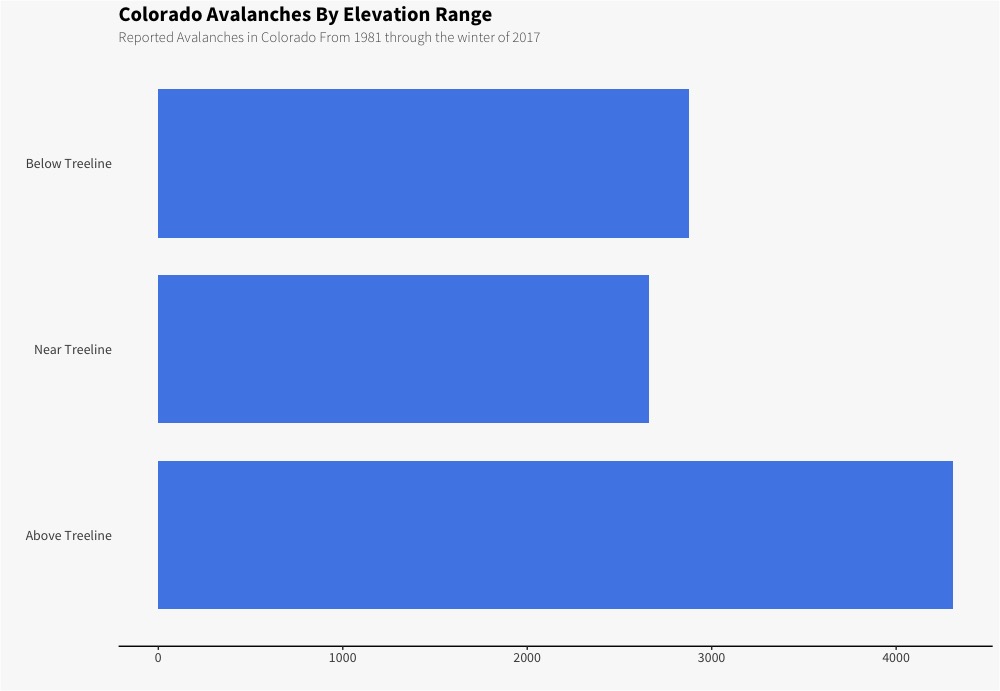 Colorado Avalanches By Elevation Range
Reported Avalanches in Colorado From 1981 through the winter of 2017
Below Treeline
Near Treeline
Above Treeline
0 1000 2000 3000 4000